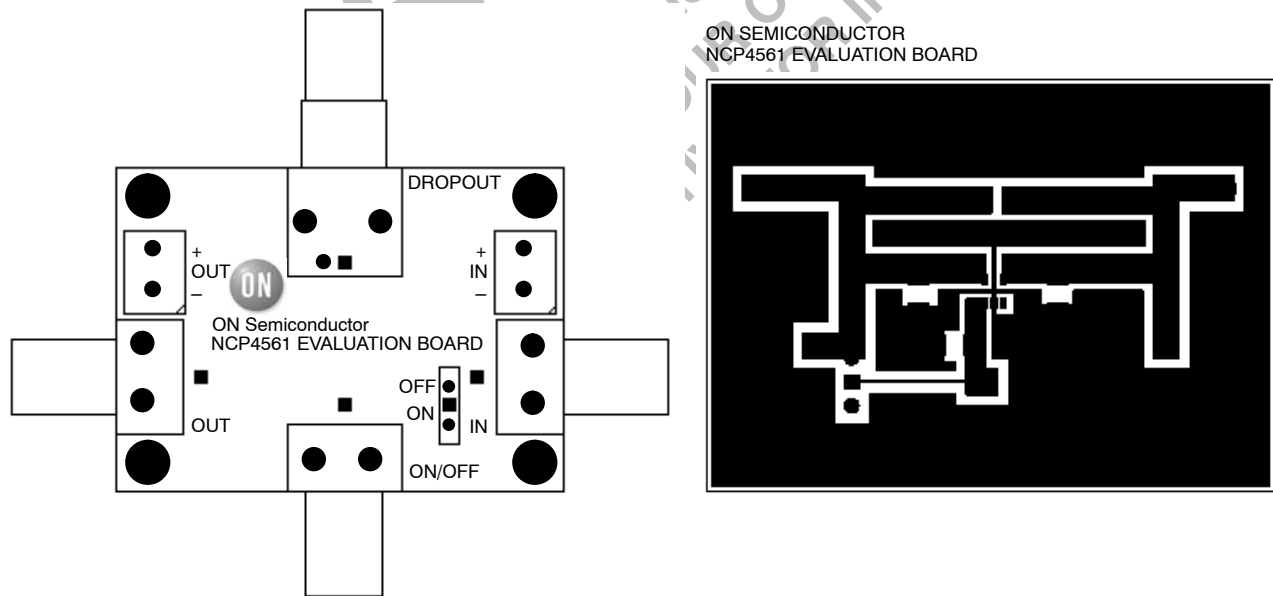 ON SEMICONDUCTOR
NCP4561 EVALUATION BOARD
DROPOUT
+
OUT
–
+
IN
–
ON
ON Semiconductor
NCP4561 EVALUATION BOARD
OFF
ON
OUT
IN
ON/OFF